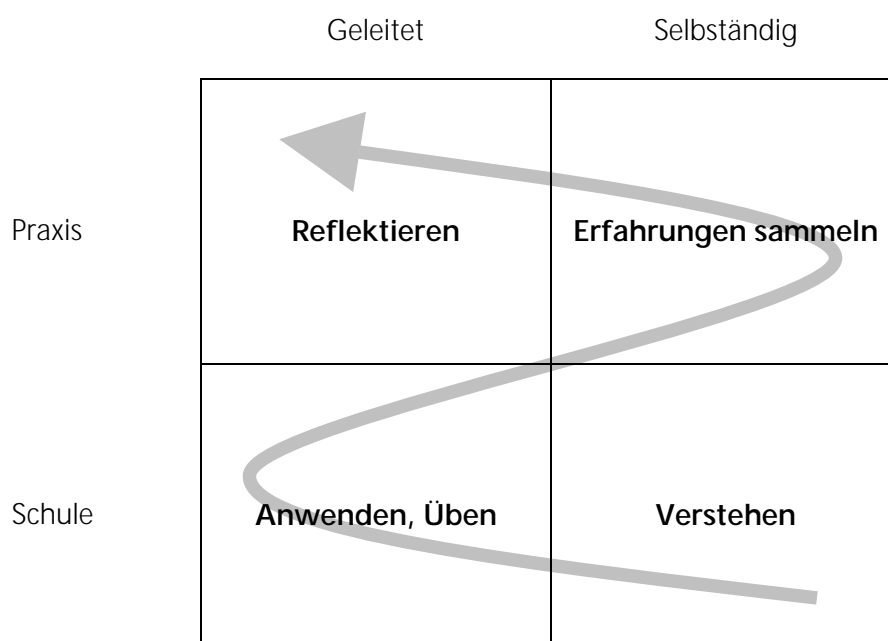 Geleitet Selbständig
Praxis Reflektieren Erfahrungen sammeln
Schule Anwenden, Üben Verstehen